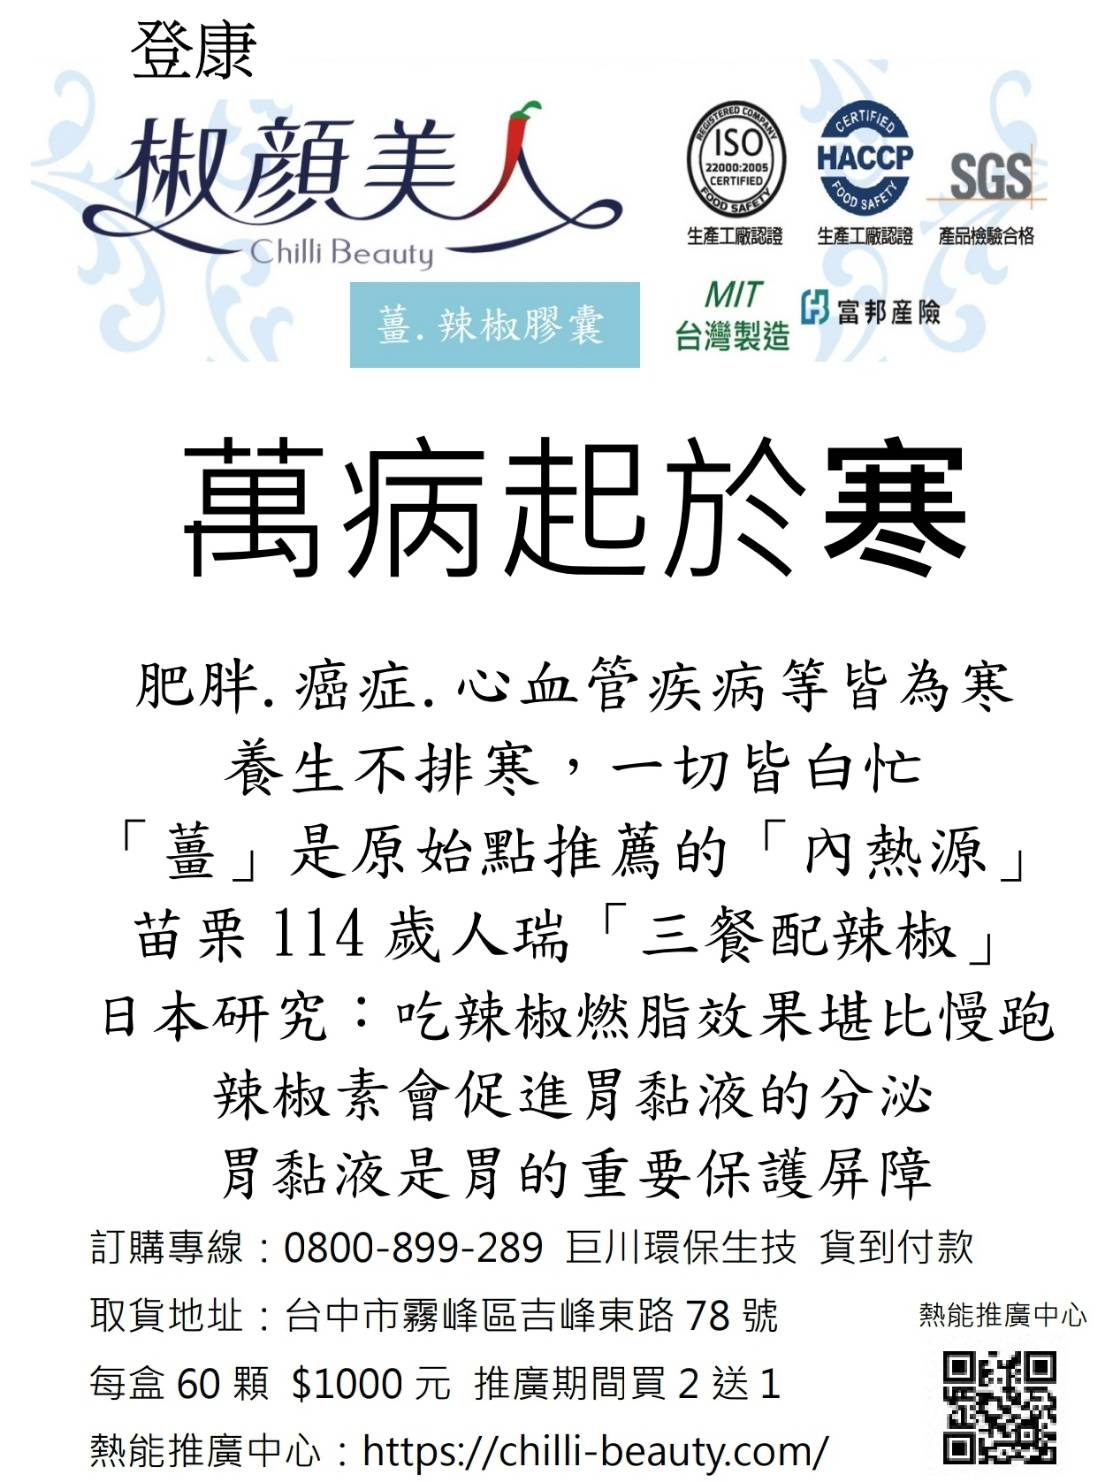 登康
椒顔美人
Chilli Beauty
薑.辣椒膠囊
REGISTERED COMPANY
ISO
22000:2005
CERTIFIED
FOOD SAFETY
生產工廠認證
CERTIFIED
HACCP
FOOD SAFETY
生產工廠認證
SGS
產品檢驗合格
MIT
台灣製造
富邦産險
萬病起於寒
肥胖.癌症.心血管疾病等皆為寒
養生不排寒，一切皆白忙
「薑」是原始點推薦的「內熱源」
苗栗 114 歲人瑞「三餐配辣椒」
日本研究：吃辣椒燃脂效果堪比慢跑
辣椒素會促進胃黏液的分泌
胃黏液是胃的重要保護屏障
訂購專線：0800-899-289 巨川環保生技 貨到付款
取貨地址：台中市霧峰區吉峰東路 78 號
每盒 60 顆 $1000 元 推廣期間買 2 送 1
熱能推廣中心：https://chilli-beauty.com/
熱能推廣中心